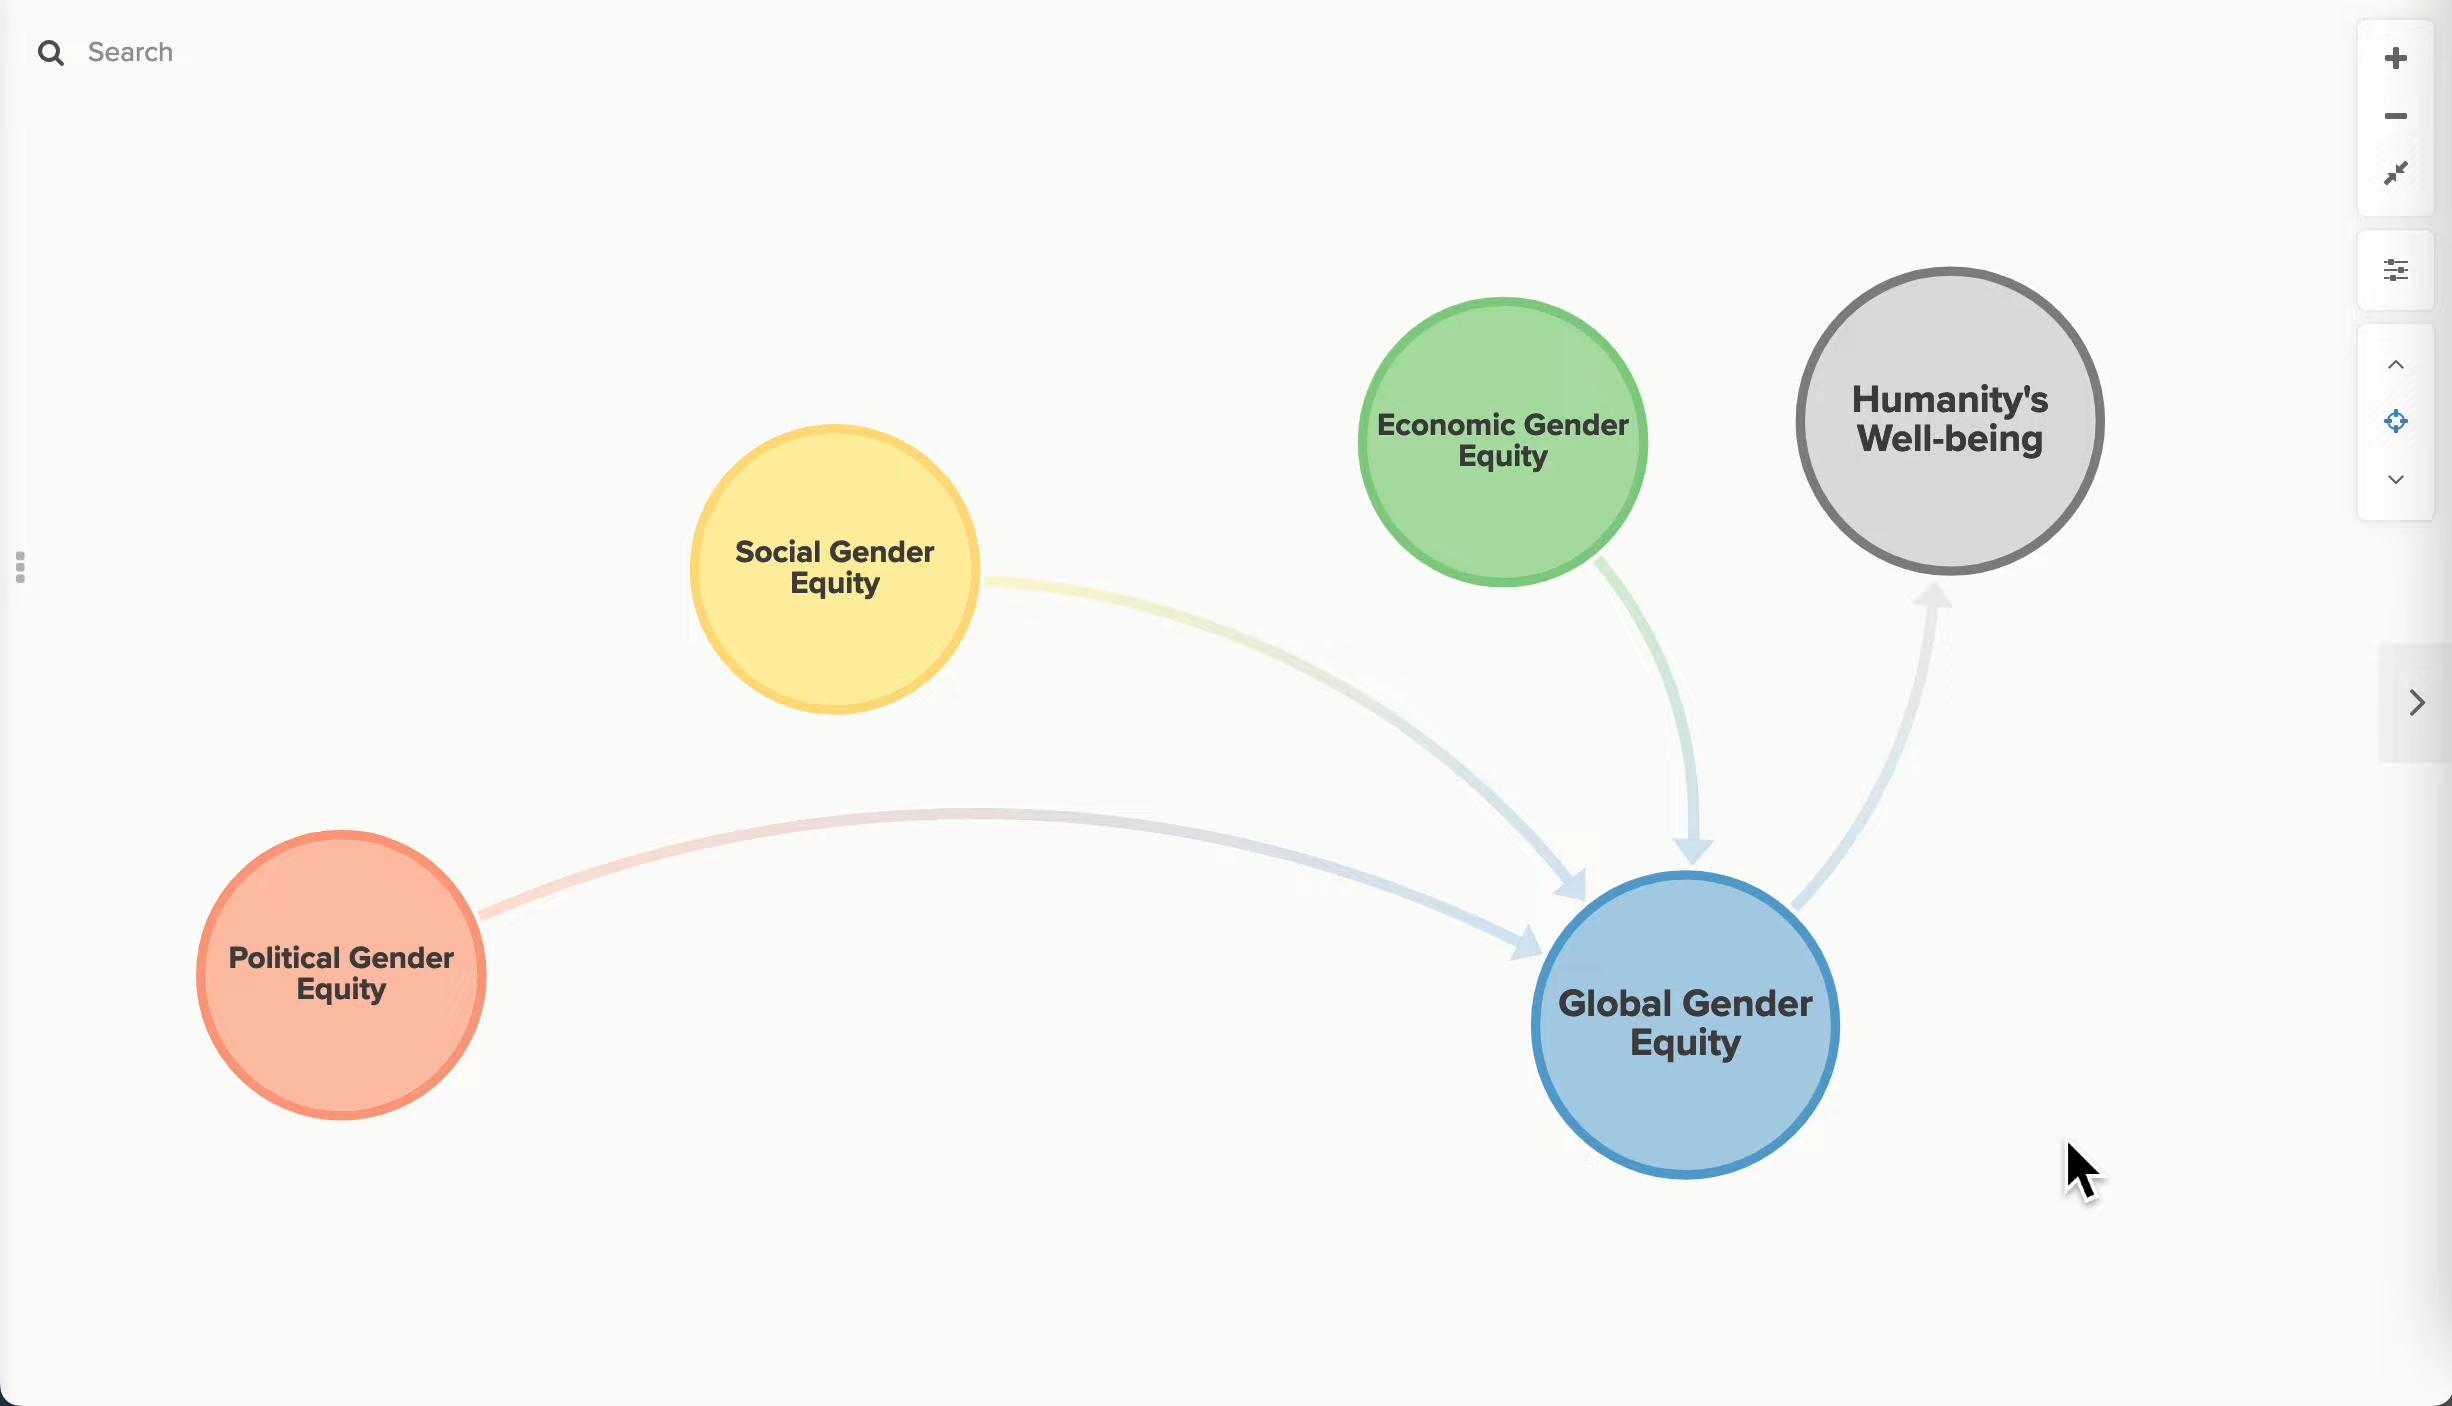 Search
Economic Gender
Equity
Humanity's
Well-being
Social Gender
Equity
Political Gender
Equity
Global Gender
Equity